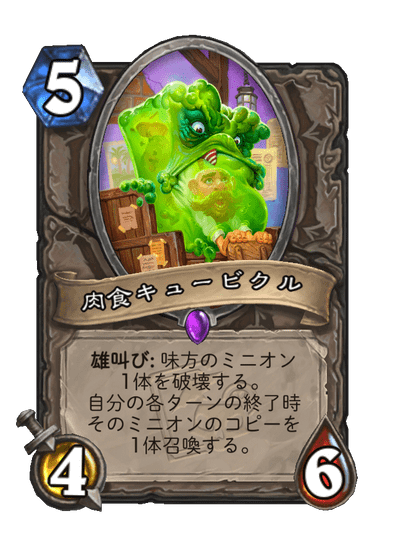 5
肉食キュービクル
雄叫び: 味方のミニオン
1体を破壊する。
自分の各ターンの終了時
そのミニオンのコピーを
1体召喚する。
4
6